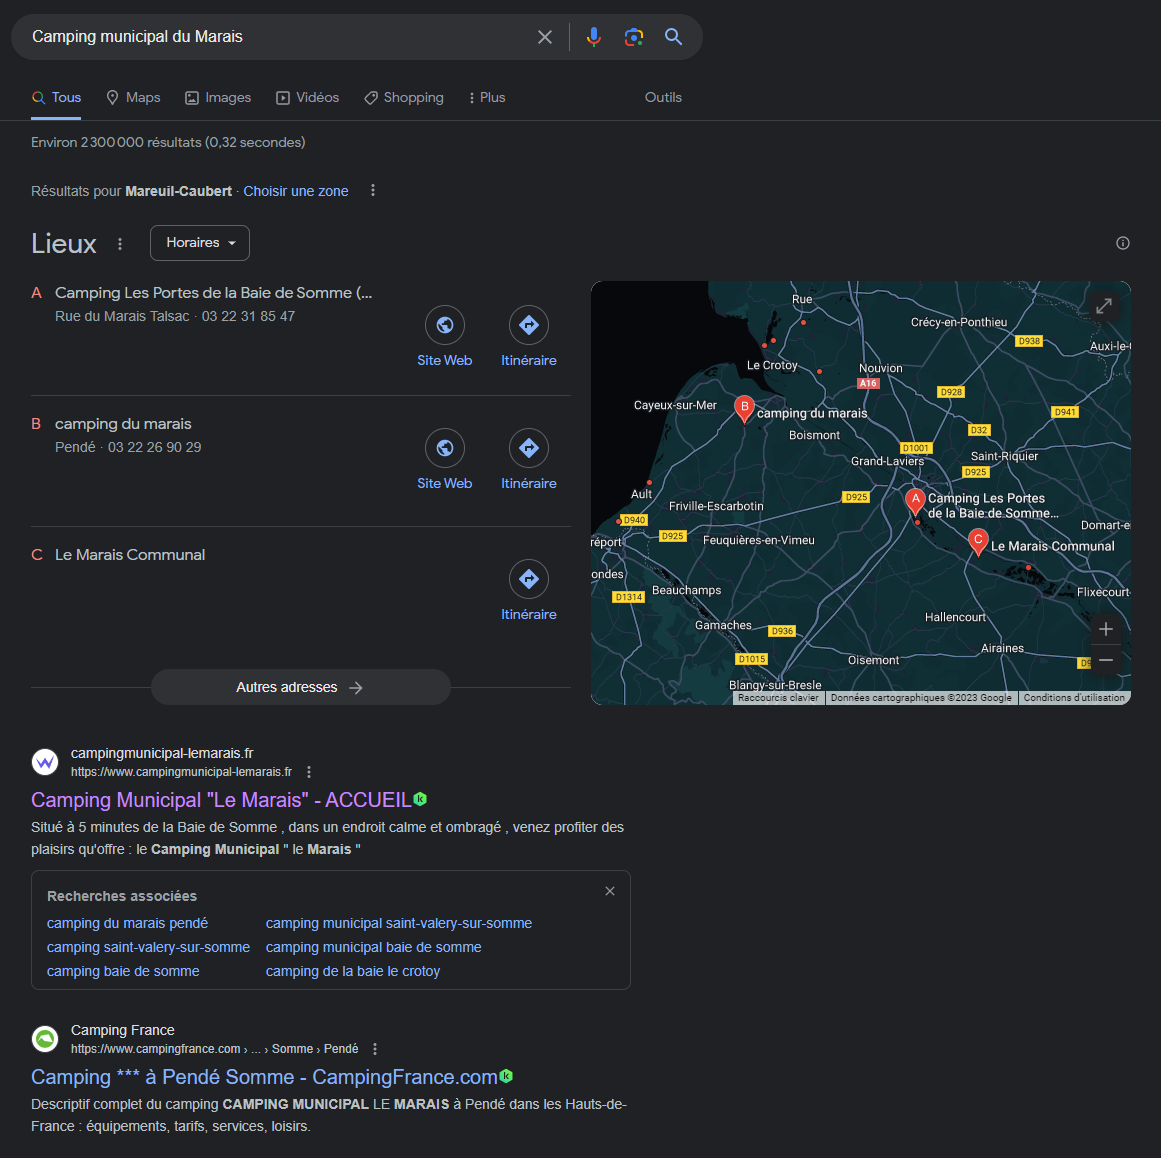 Camping municipal du Marais
Tous
Maps
Images
Vidéos
Shopping
Plus
Outils
Environ 2 300 000 résultats (0,32 secondes)
Résultats pour Mareuil-Caubert · Choisir une zone
Lieux
Horaires
A Camping Les Portes de la Baie de Somme (...
Rue du Marais Talsac · 03 22 31 85 47
Site Web
Itinéraire
B camping du marais
Pendé · 03 22 26 90 29
Site Web
Itinéraire
C Le Marais Communal
Itinéraire
Autres adresses
Rue
Crécy-en-Ponthieu
D938
Auxi-le-
Le Crotoy
Nouvion
A16
D928
Cayeux-sur-Mer
B
camping du marais
D941
Boismont
D32
D1001
Grand-Laviers
Saint-Riquier
D925
Ault
D925
A
Camping Les Portes
de la Baie de Somme...
Friville-Escarbotin
D940
Domart-e
D925
Feuquières-en-Vimeu
réport
C
Le Marais Communal
ondes
Beauchamps
D1314
Flixecourt
Gamaches
D936
Hallencourt
Airaines
D1015
Oisemont
D9
Blangy-sur-Bresle
Raccourcis clavier
Données cartographiques ©2023 Google
Conditions d'utilisation
campingmunicipal-lemarais.fr
https://www.campingmunicipal-lemarais.fr
Camping Municipal "Le Marais" - ACCUEIL
Situé à 5 minutes de la Baie de Somme , dans un endroit calme et ombragé , venez profiter des
plaisirs qu'offre : le Camping Municipal " le Marais "
Recherches associées
camping du marais pendé
camping municipal saint-valery-sur-somme
camping saint-valery-sur-somme
camping municipal baie de somme
camping baie de somme
camping de la baie le crotoy
Camping France
https://www.campingfrance.com › ... › Somme › Pendé
Camping *** à Pendé Somme - CampingFrance.com
Descriptif complet du camping CAMPING MUNICIPAL LE MARAIS à Pendé dans les Hauts-de-
France : équipements, tarifs, services, loisirs.